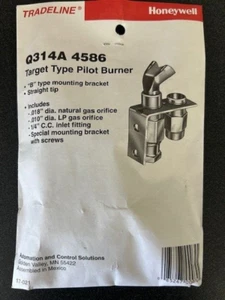 TRADELINE® Honeywell
Q314A 4586
Target Type Pilot Burner
• "B" type mounting bracket
• Straight tip
• Includes
- .018" dia. natural gas orifice
- .010" dia. LP gas orifice
- 1/4" C.C. inlet fitting
- Special mounting bracket
with screws
Automation and Control Solutions
Golden Valley, MN 55422
Assembled in Mexico